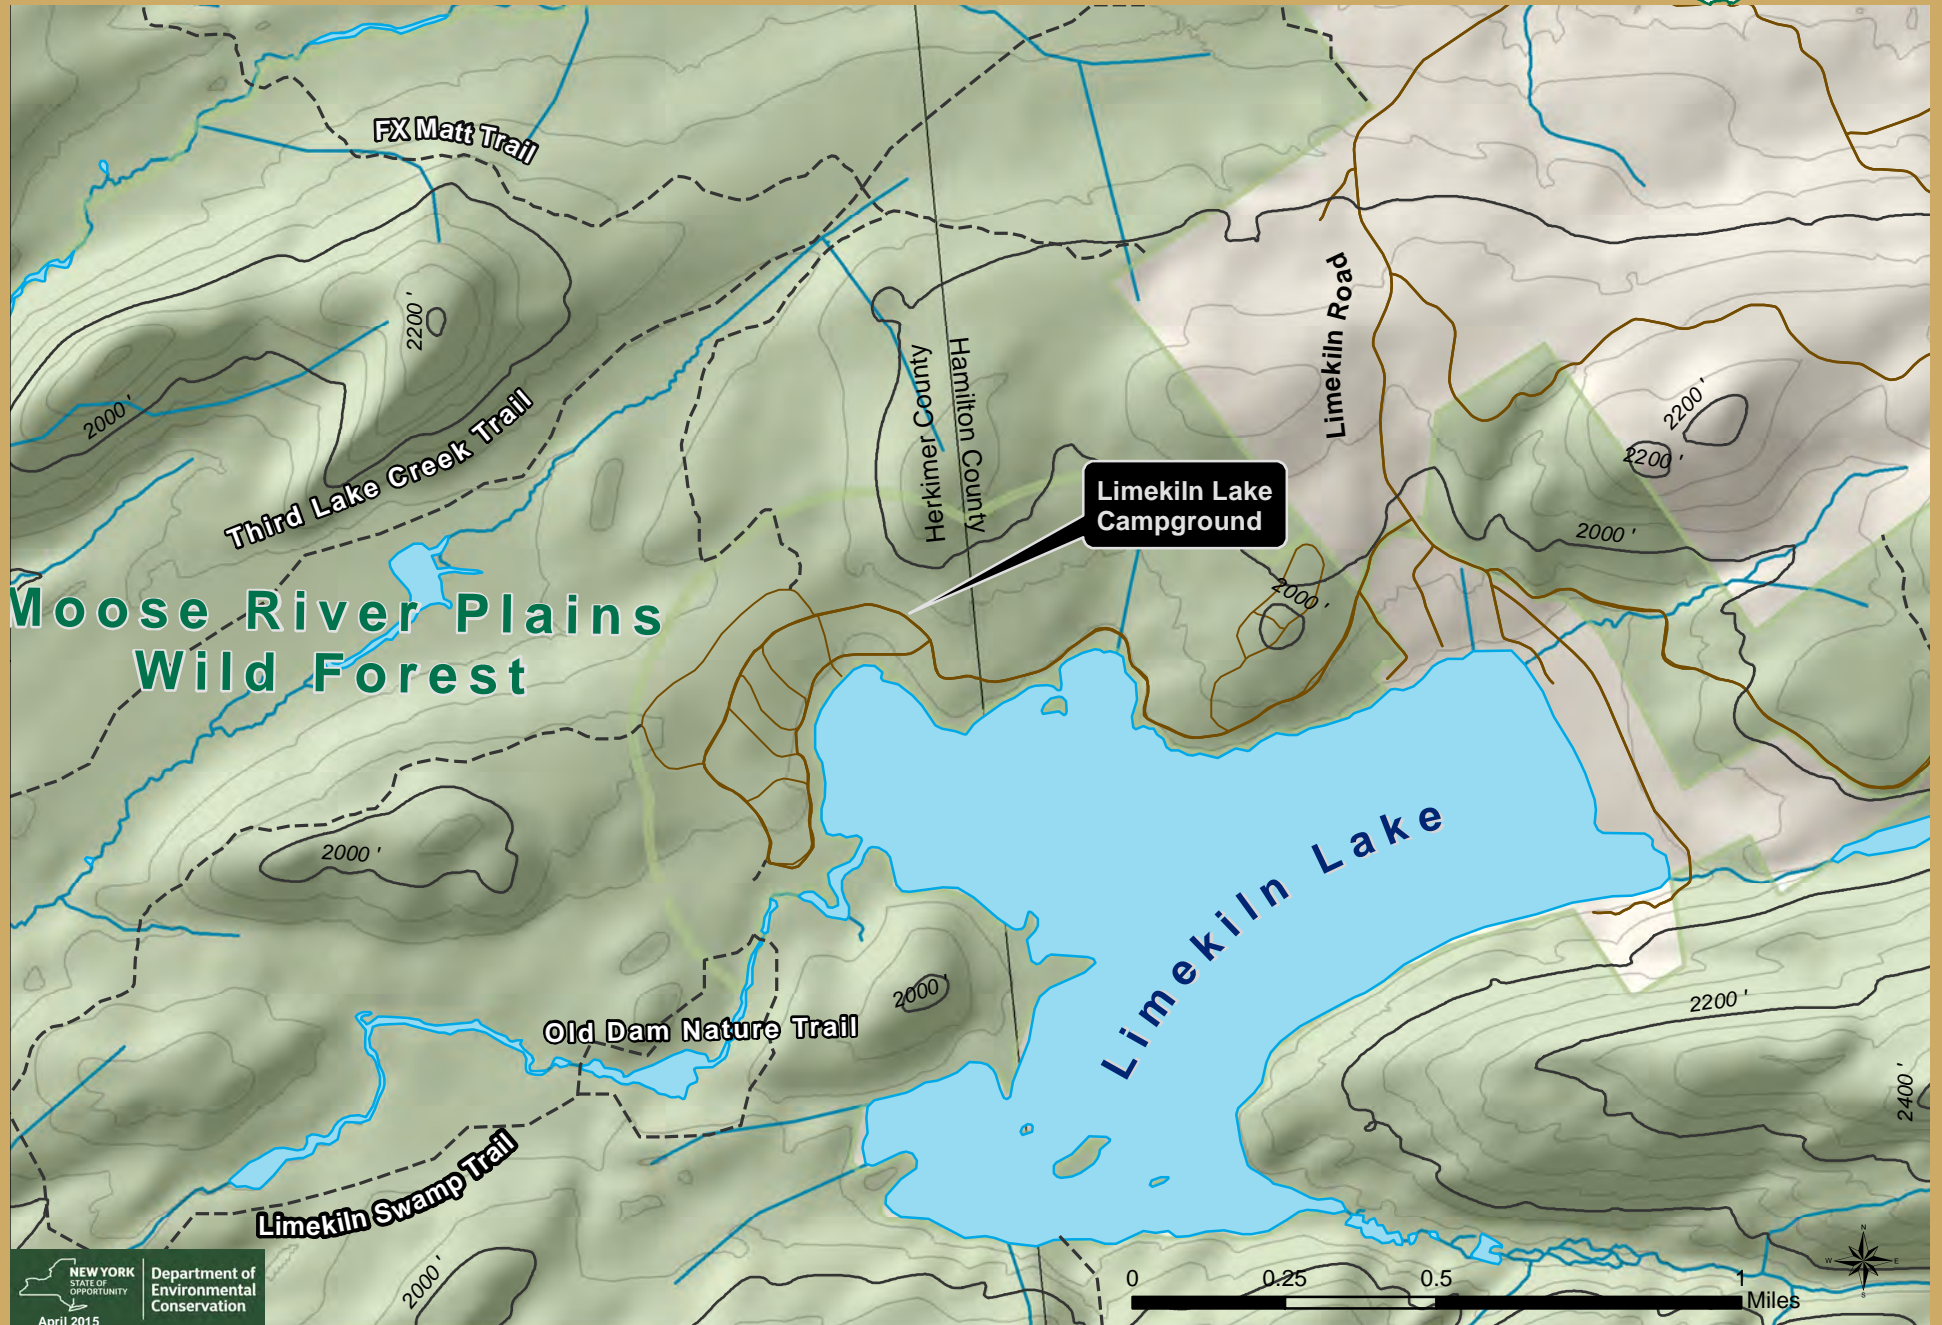 FX Matt Trail
2200 '
2000 '
Third Lake Creek Trail
Herkimer County
Hamilton County
Limekiln Road
2200 '
2200 '
2000 '
Limekiln Lake
Campground
2000 '
Moose River Plains
Wild Forest
2000 '
Limekiln Lake
2000 '
2200 '
2400 '
Old Dam Nature Trail
Limekiln Swamp Trail
2000 '
NEW YORK
STATE OF
OPPORTUNITY
Department of
Environmental
Conservation
April 2015
0 0.25 0.5 1
Miles
N
W E
S